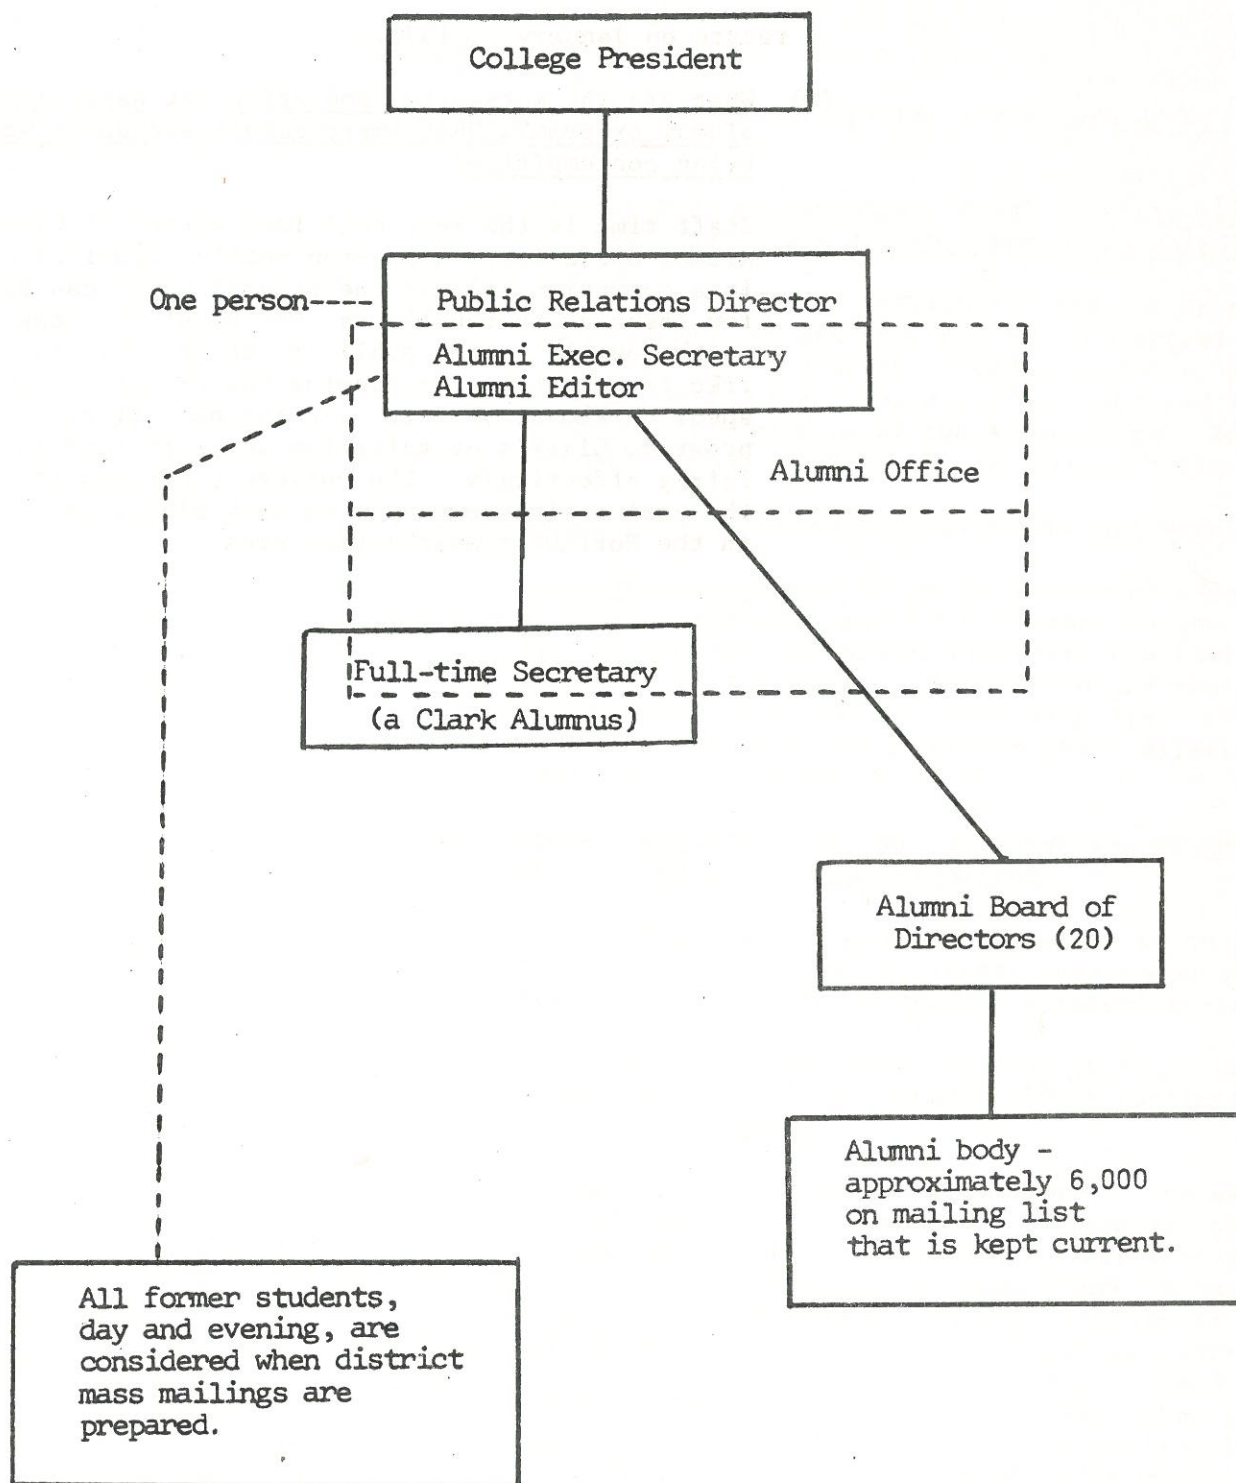 College President
One person----
Public Relations Director
Alumni Exec. Secretary
Alumni Editor
Alumni Office
Full-time Secretary
(a Clark Alumnus)
Alumni Board of
Directors (20)
Alumni body -
approximately 6,000
on mailing list
that is kept current.
All former students,
day and evening, are
considered when district
mass mailings are
prepared.